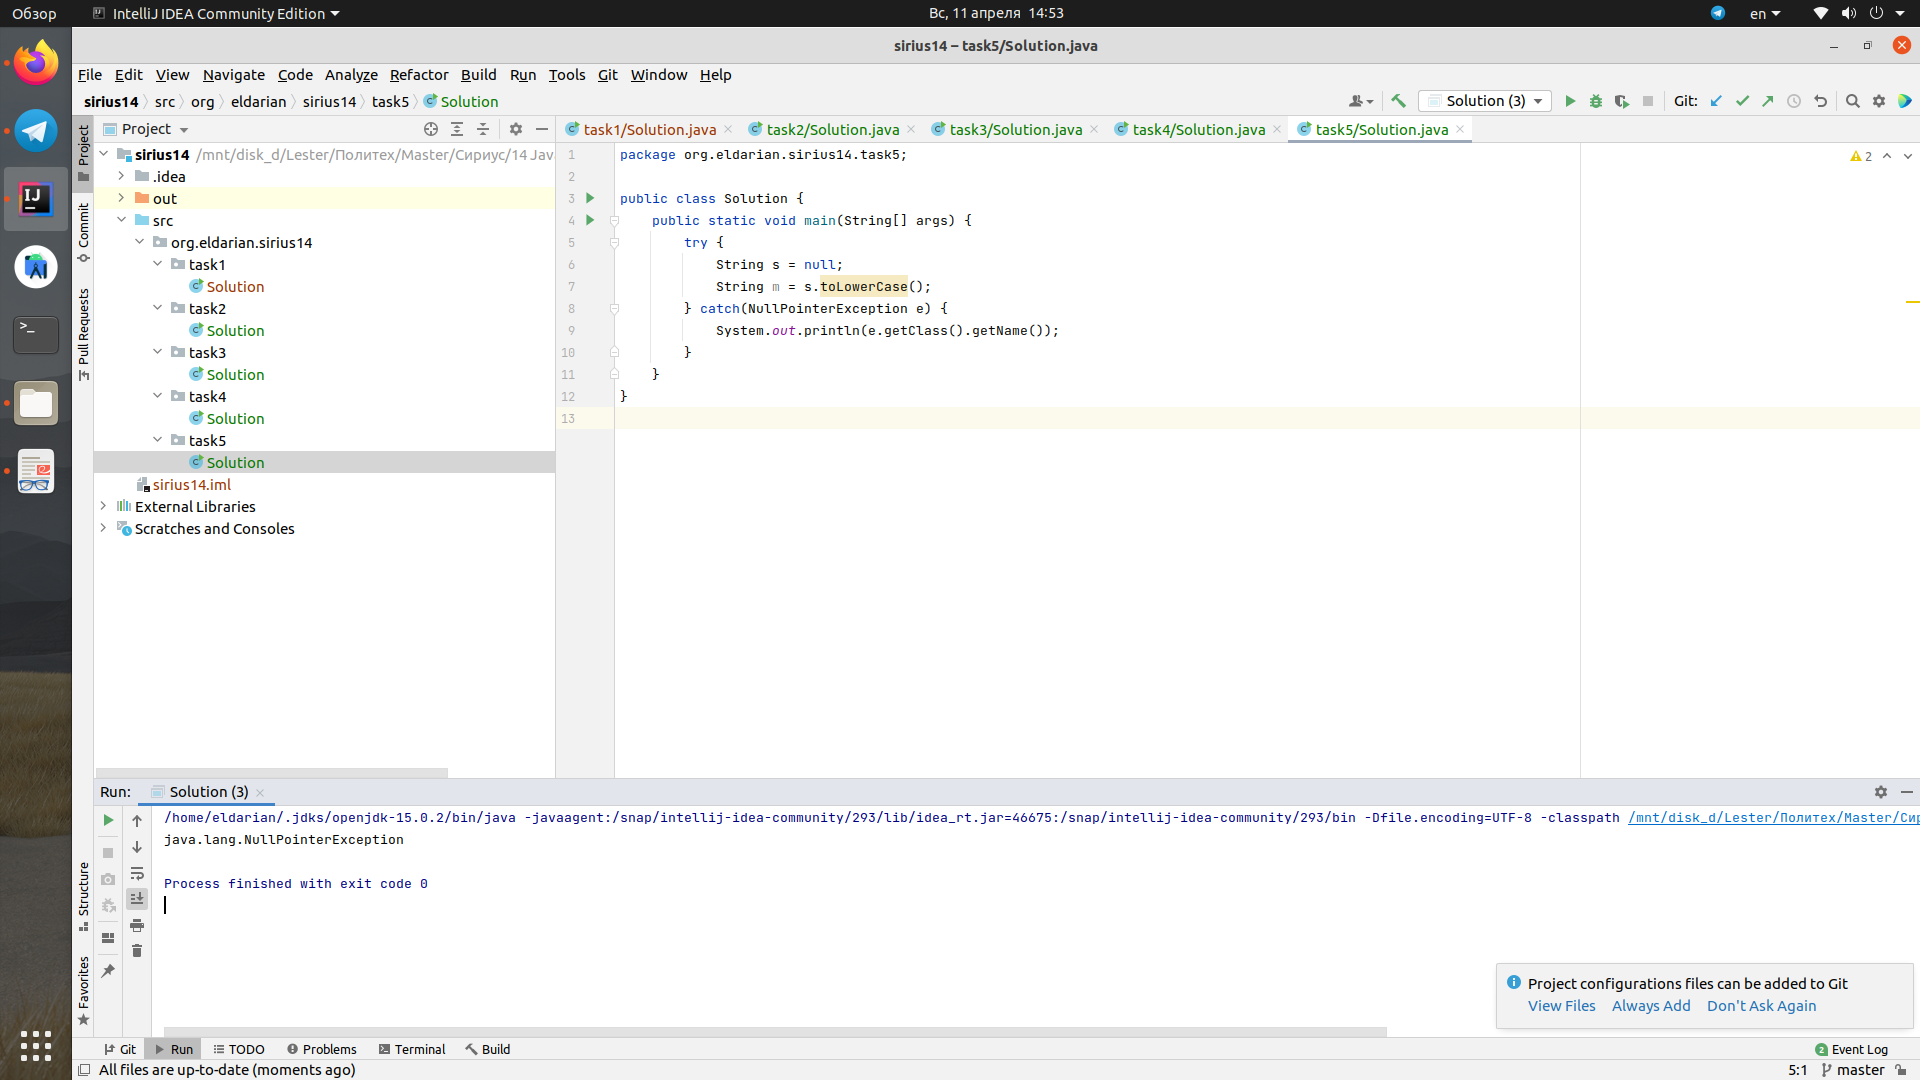 Обзор
IntelliJ IDEA Community Edition
Вс, 11 апреля 14:53
en
sirius14 – task5/Solution.java
File Edit View Navigate Code Analyze Refactor Build Run Tools Git Window Help
sirius14 src org eldarian sirius14 task5 Solution
Solution (3)
Git:
Project
task1/Solution.java
task2/Solution.java
task3/Solution.java
task4/Solution.java
task5/Solution.java
Project
Commit
Pull Requests
sirius14 /mnt/disk_d/Lester/Политех/Master/Сириус/14 Java
.idea
out
src
org.eldarian.sirius14
task1
Solution
task2
Solution
task3
Solution
task4
Solution
task5
Solution
sirius14.iml
External Libraries
Scratches and Consoles
1 package org.eldarian.sirius14.task5;
2
3 public class Solution {
4 public static void main(String[] args) {
5 try {
6 String s = null;
7 String m = s.toLowerCase();
8 } catch(NullPointerException e) {
9 System.out.println(e.getClass().getName());
10 }
11 }
12 }
13
2
Run: Solution (3)
/home/eldarian/.jdks/openjdk-15.0.2/bin/java -javaagent:/snap/intellij-idea-community/293/lib/idea_rt.jar=46675:/snap/intellij-idea-community/293/bin -Dfile.encoding=UTF-8 -classpath /mnt/disk_d/Lester/Политех/Master/Сир
java.lang.NullPointerException
Process finished with exit code 0
Structure
Favorites
Project configurations files can be added to Git
View Files Always Add Don't Ask Again
Git Run TODO Problems Terminal Build
2 Event Log
All files are up-to-date (moments ago)
5:1 master